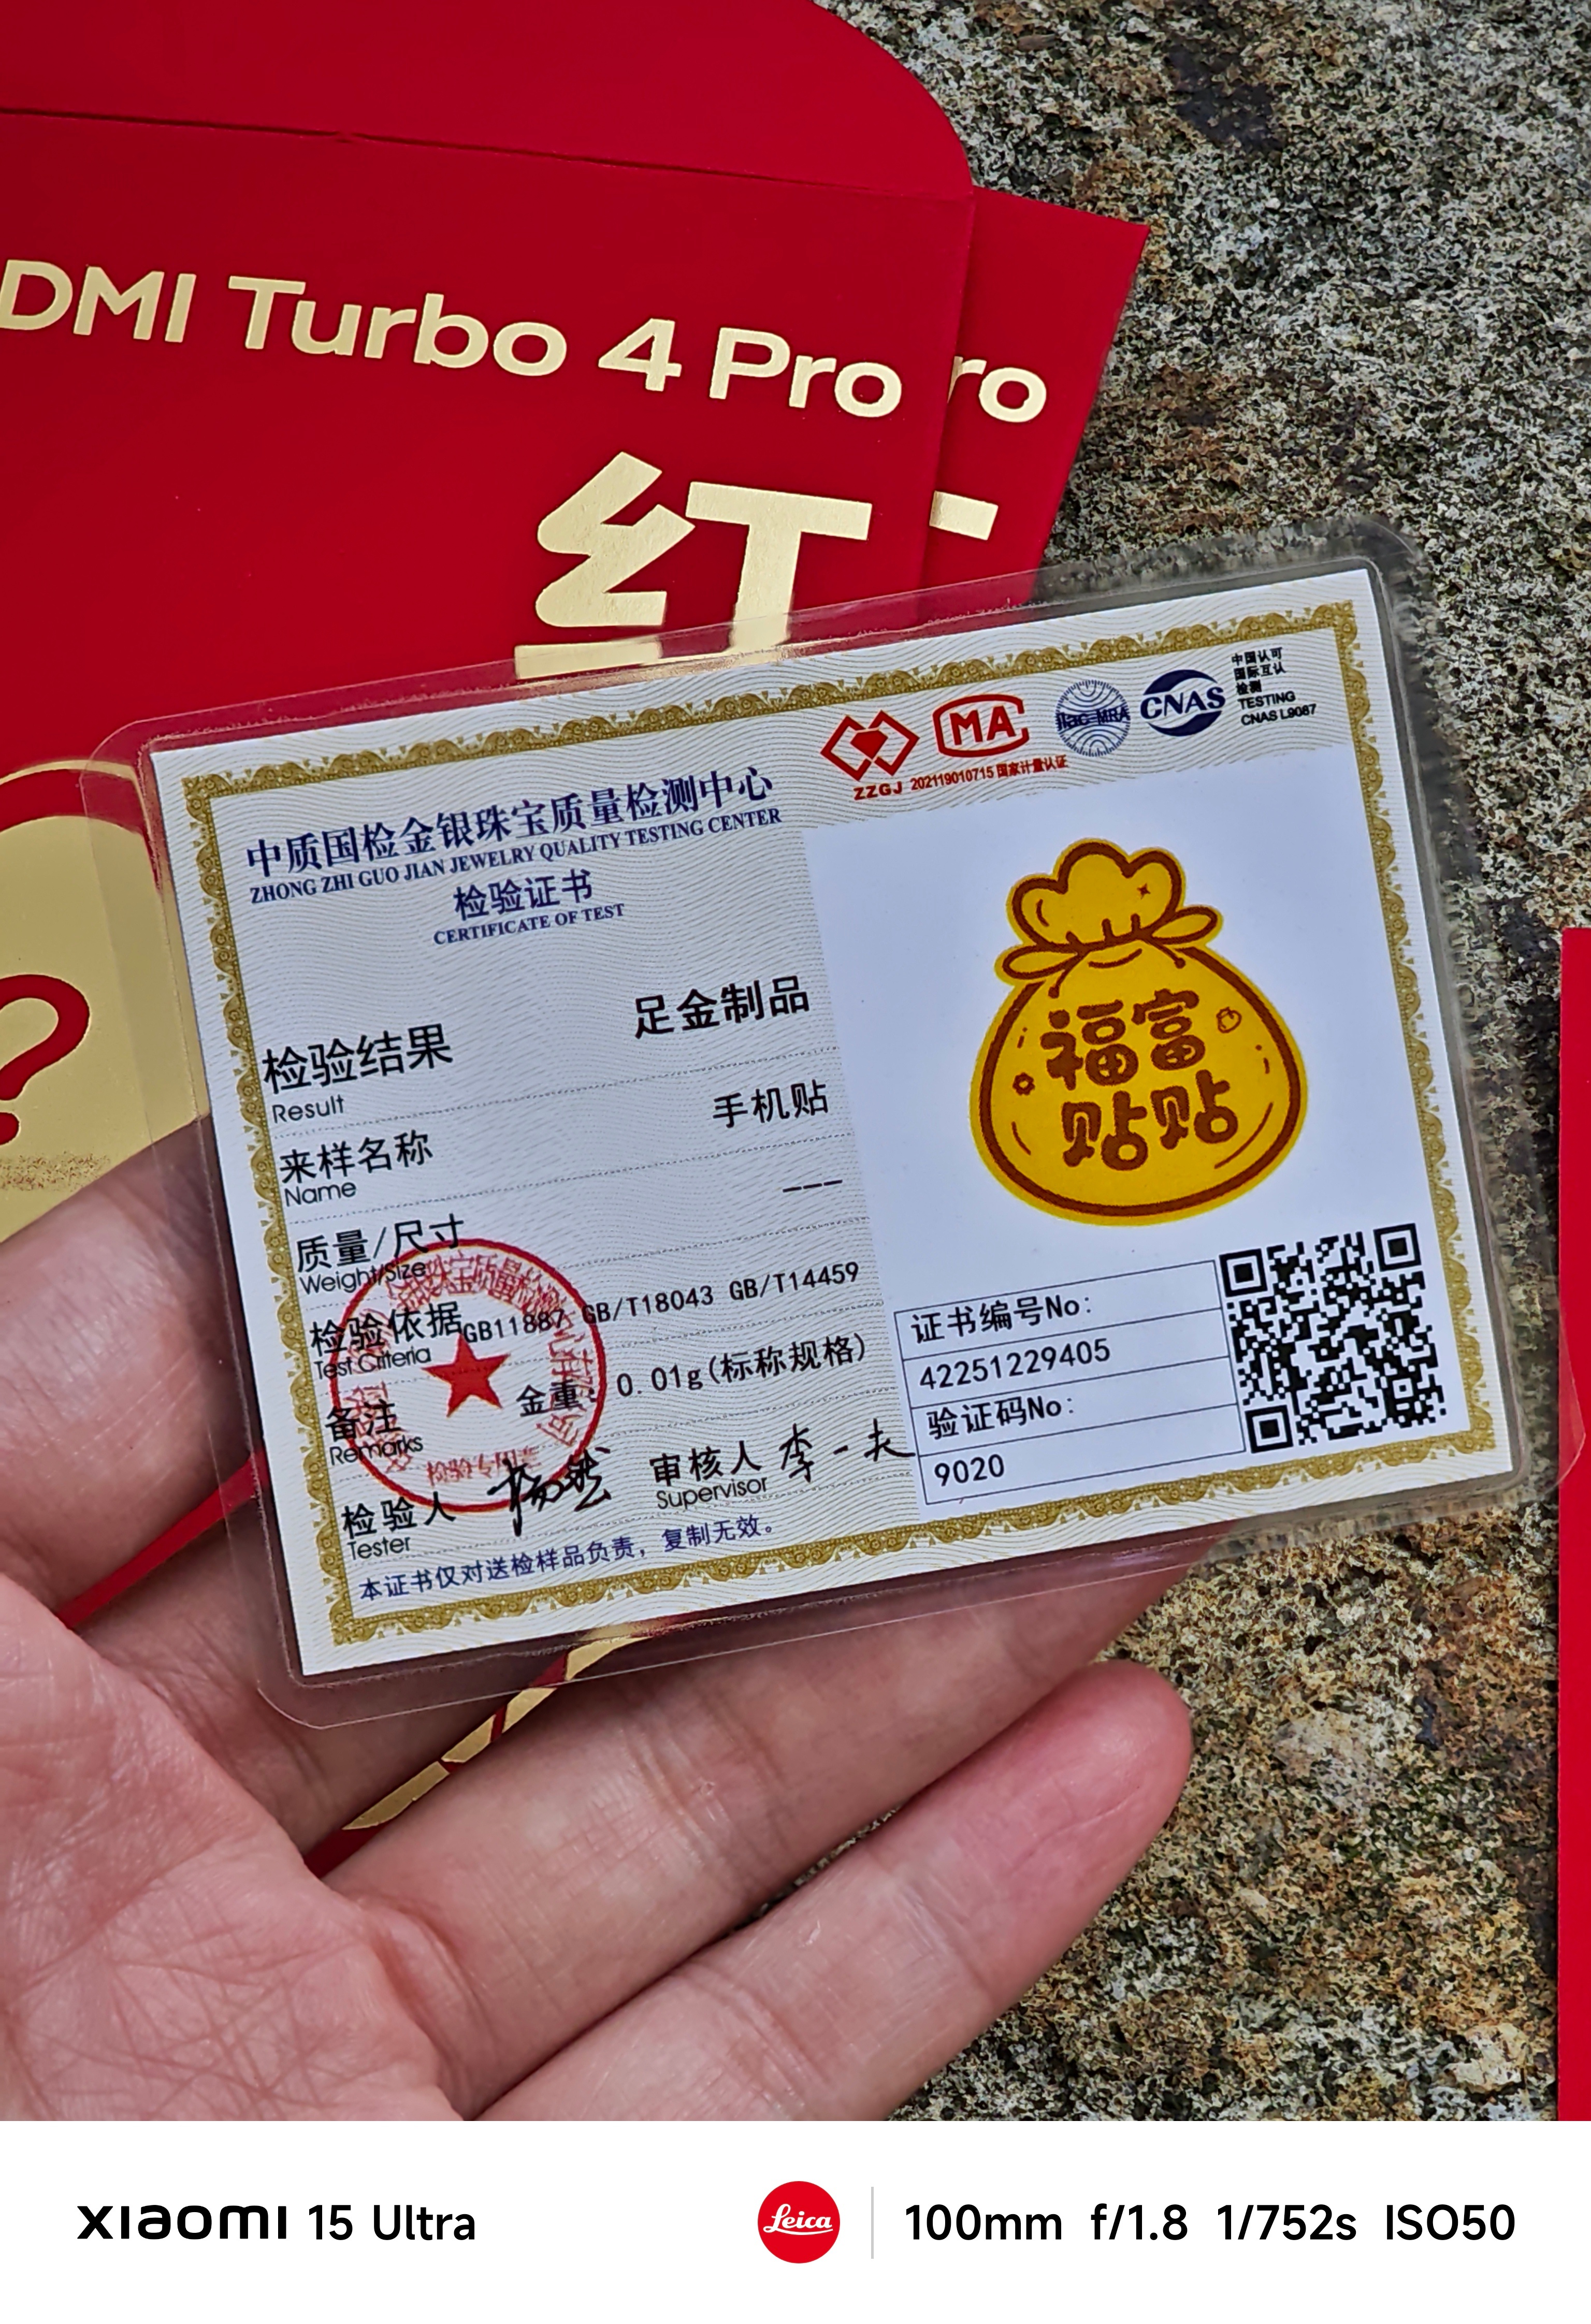 DMI Turbo 4 Pro
ro
红
?
中国认可
国际互认
检测
TESTING
CNAS L9087
CNAS
ilac-MRA
MA
ZZGJ 202119010715 国家计量认证
中质国检金银珠宝质量检测中心
ZHONG ZHI GUO JIAN JEWELRY QUALITY TESTING CENTER
检验证书
CERTIFICATE OF TEST
检验结果 足金制品
Result
来样名称 手机贴
Name
质量/尺寸 ---
Weight/Size
检验依据 GB11887 GB/T18043 GB/T14459
Test Criteria
备注 金重: 0.01g(标称规格)
Remarks
检验专用章
检验人 审核人 李一夫
Tester Supervisor
本证书仅对送检样品负责，复制无效。
福富
贴贴
证书编号No:
42251229405
验证码No:
9020
xiaomi 15 Ultra
Leica
100mm f/1.8 1/752s ISO50